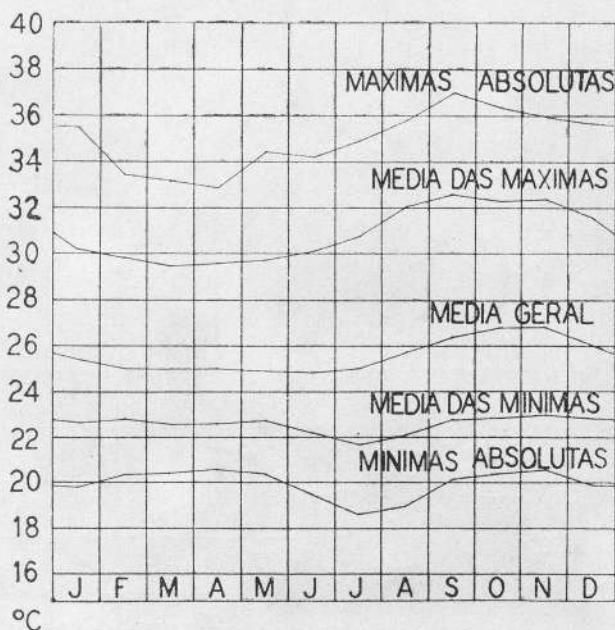 40
38
MAXIMAS ABSOLUTAS
36
34
MEDIA DAS MAXIMAS
32
30
28
MEDIA GERAL
26
24
MEDIA DAS MINIMAS
22
MINIMAS ABSOLUTAS
20
18
16
J F M A M J J A S O N D
°C